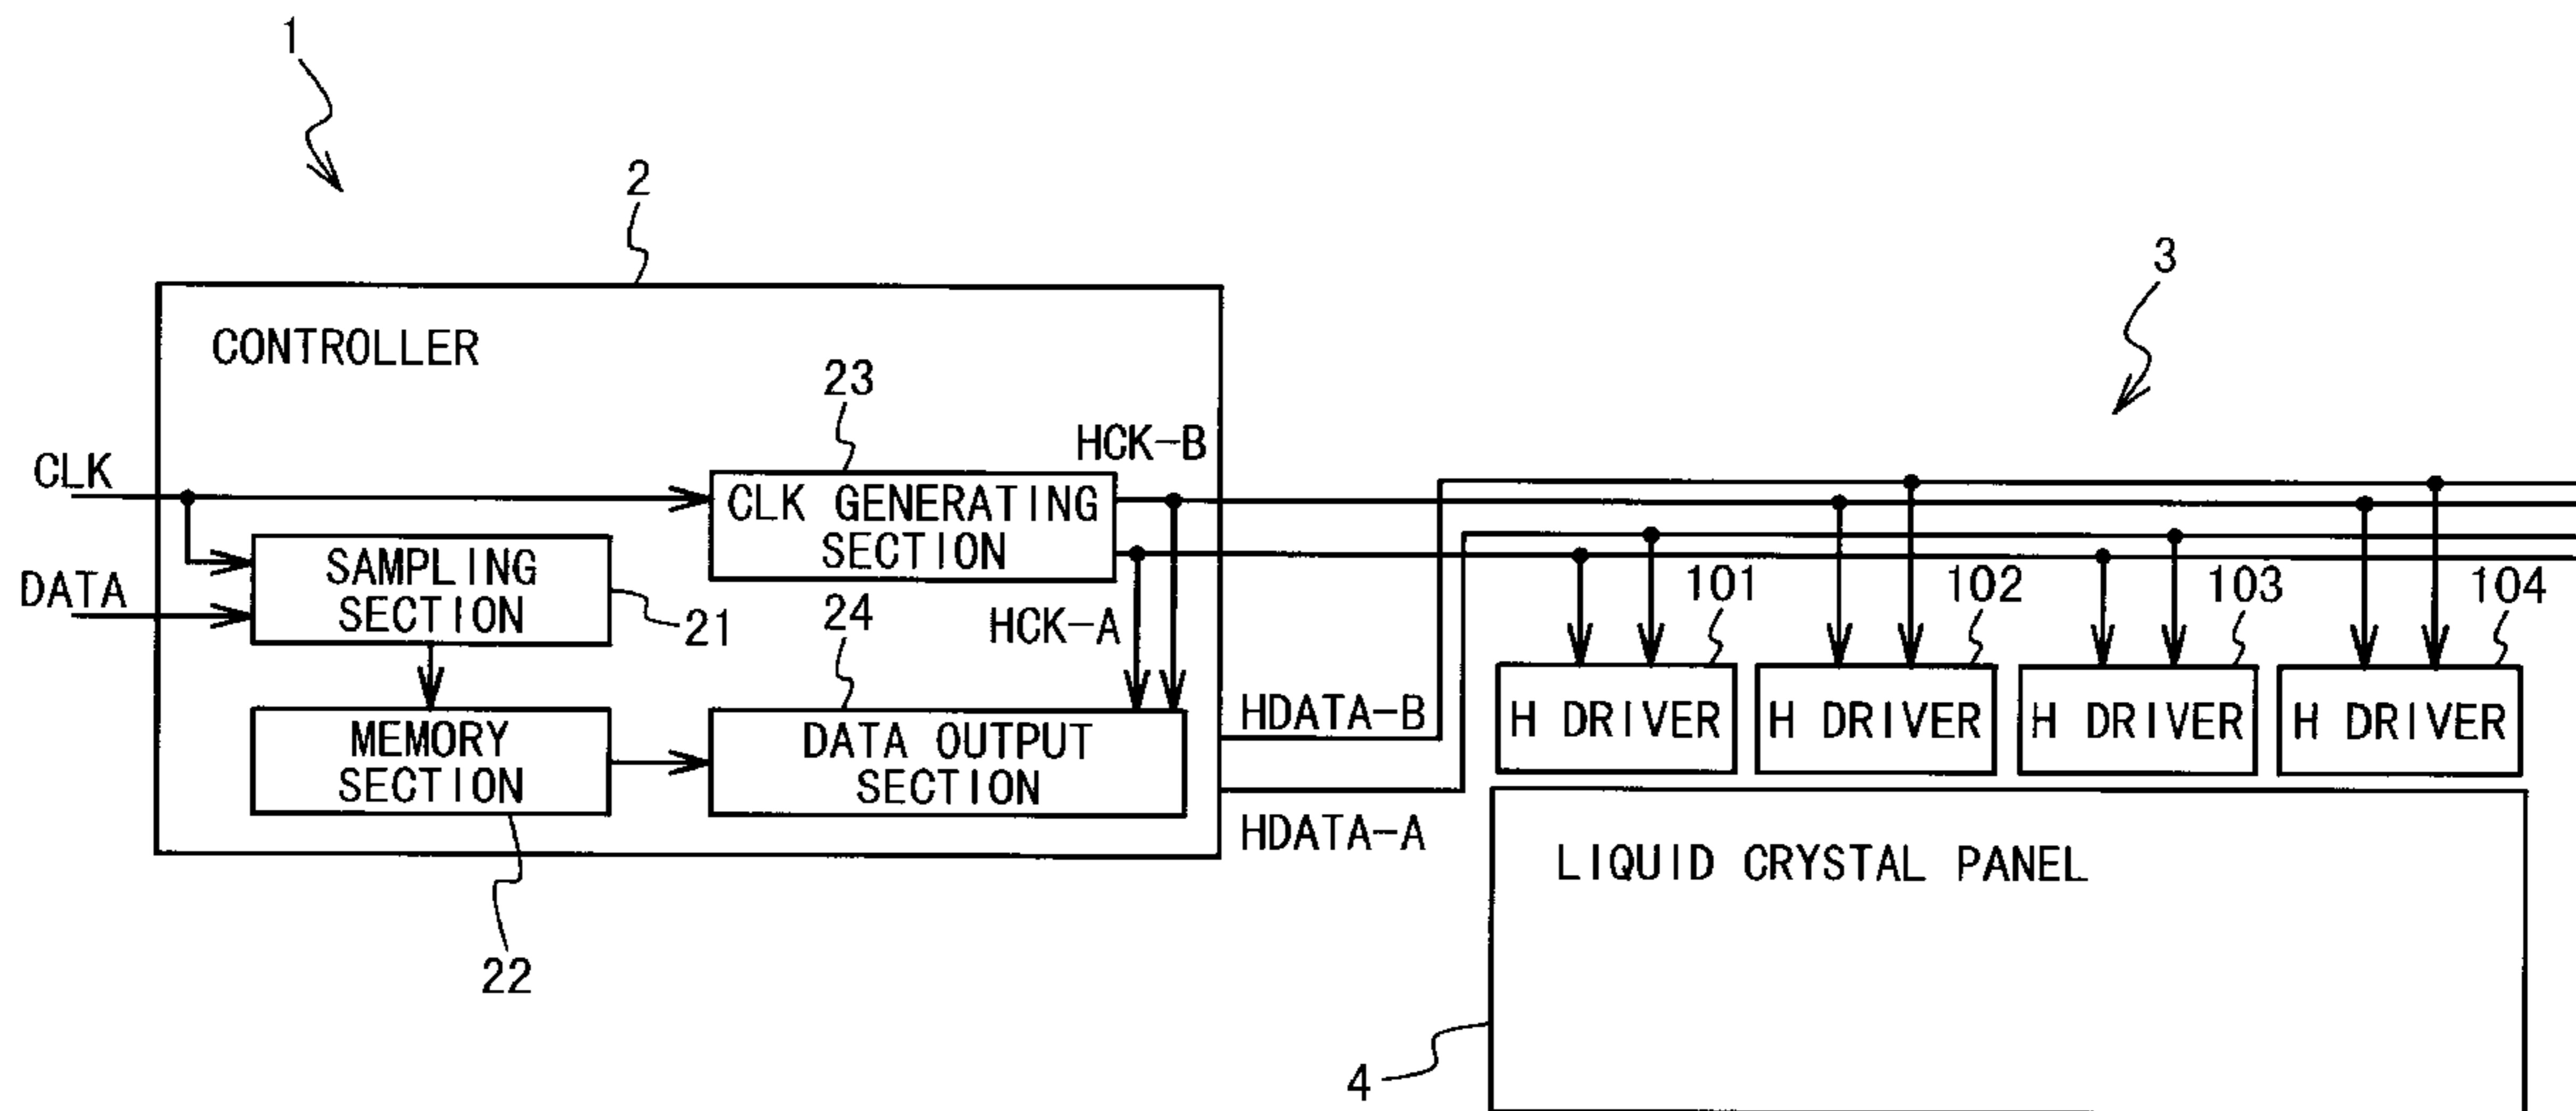 1
2
3
CONTROLLER
23
HCK-B
CLK
CLK GENERATING
SECTION
SAMPLING
SECTION
DATA
21
24
HCK-A
101
102
103
104
MEMORY
SECTION
DATA OUTPUT
SECTION
HDATA-B
HDATA-A
H DRIVER
H DRIVER
H DRIVER
H DRIVER
LIQUID CRYSTAL PANEL
22
4